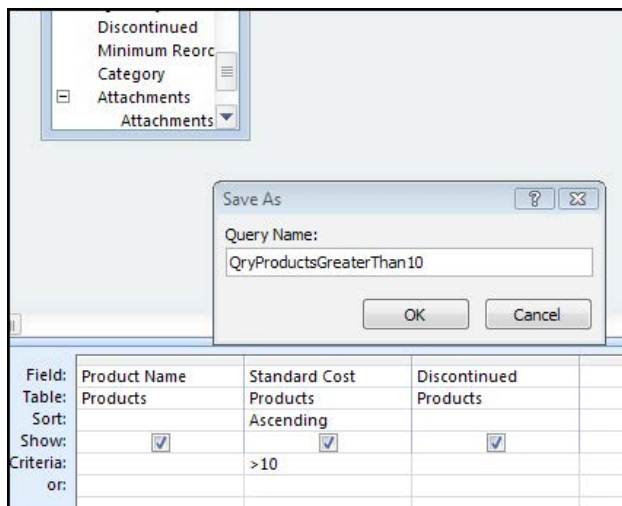 Discontinued
Minimum Reorc
Category
Attachments
Attachments
Save As
Query Name:
QryProductsGreaterThan10
OK Cancel
Field: Product Name Standard Cost Discontinued
Table: Products Products Products
Sort: Ascending
Show:
Criteria: >10
or: